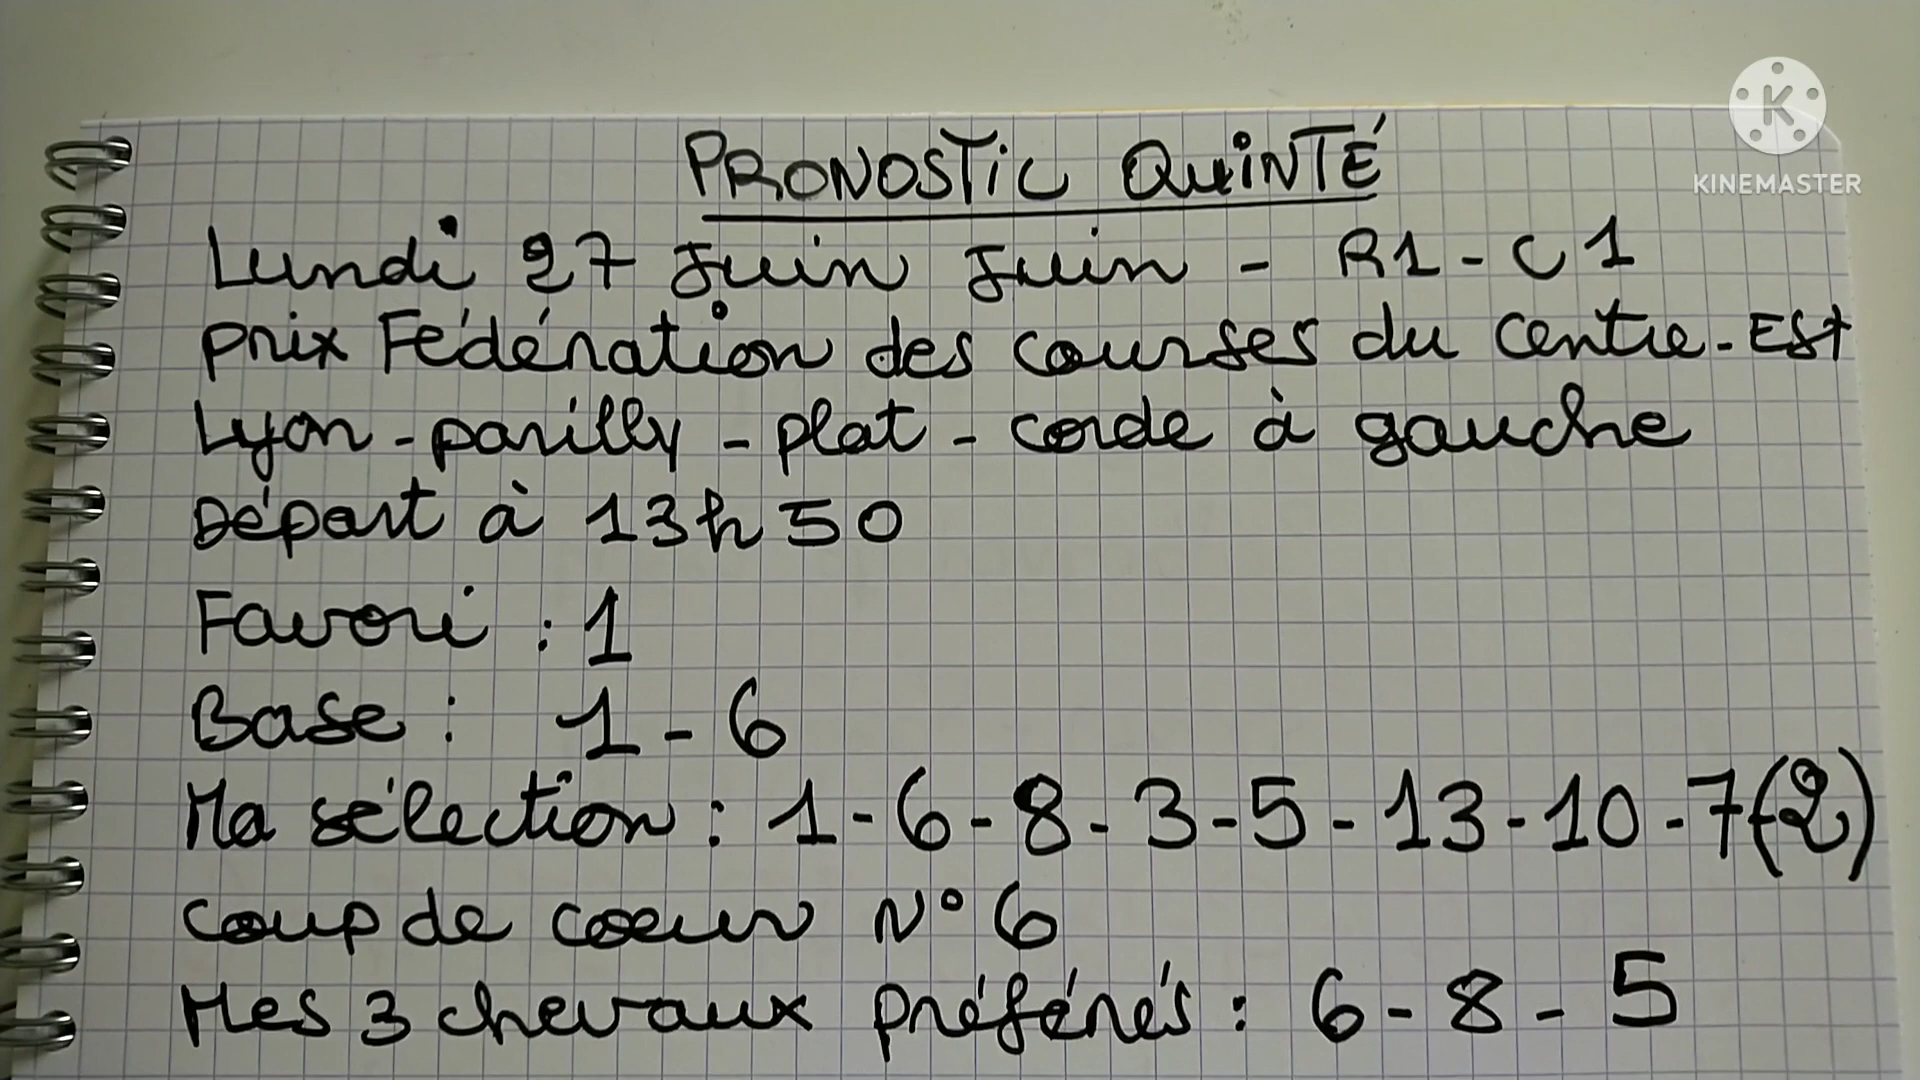 PRONOSTIC QUINTÉ
Lundi 27 Juin Juin - R1 - C1
prix Fédération des courses du Centre - Est
Lyon - parilly - plat - corde à gauche
Départ à 13h50
Favori : 1
Base : 1 - 6
Ma sélection : 1 - 6 - 8 - 3 - 5 - 13 - 10 - 7 (2)
coup de coeur N° 6
Mes 3 chevaux préférés : 6 - 8 - 5
K
KINEMASTER